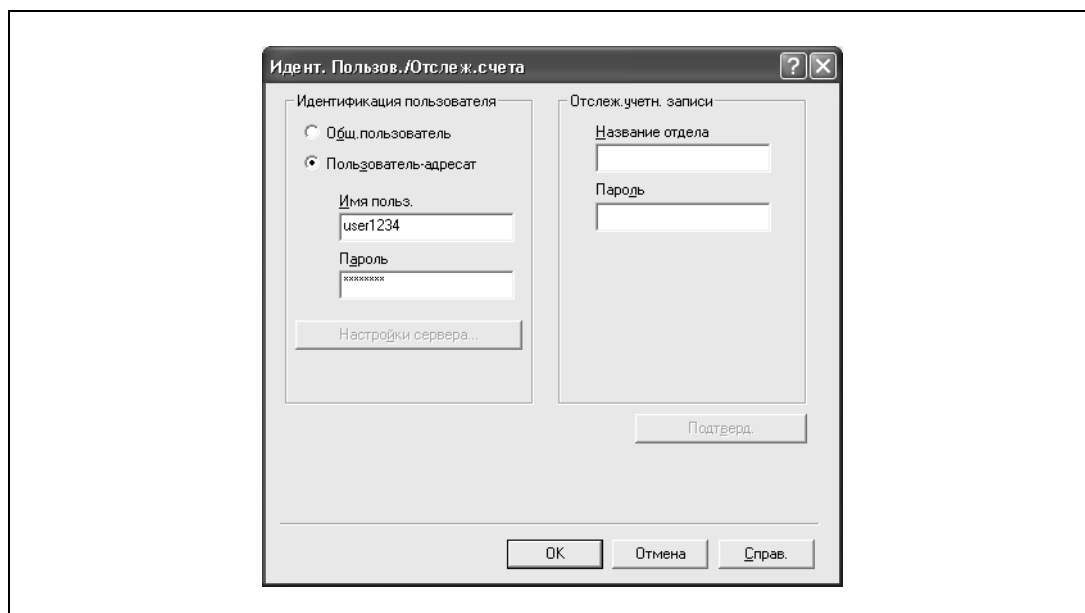 Идент. Пользов./Отслеж.счета
Идентификация пользователя
Общ.пользователь
Пользователь-адресат
Имя польз.
user1234
Пароль
********
Настройки сервера...
Отслеж.учетн. записи
Название отдела
Пароль
Подтверд.
OK
Отмена
Справ.